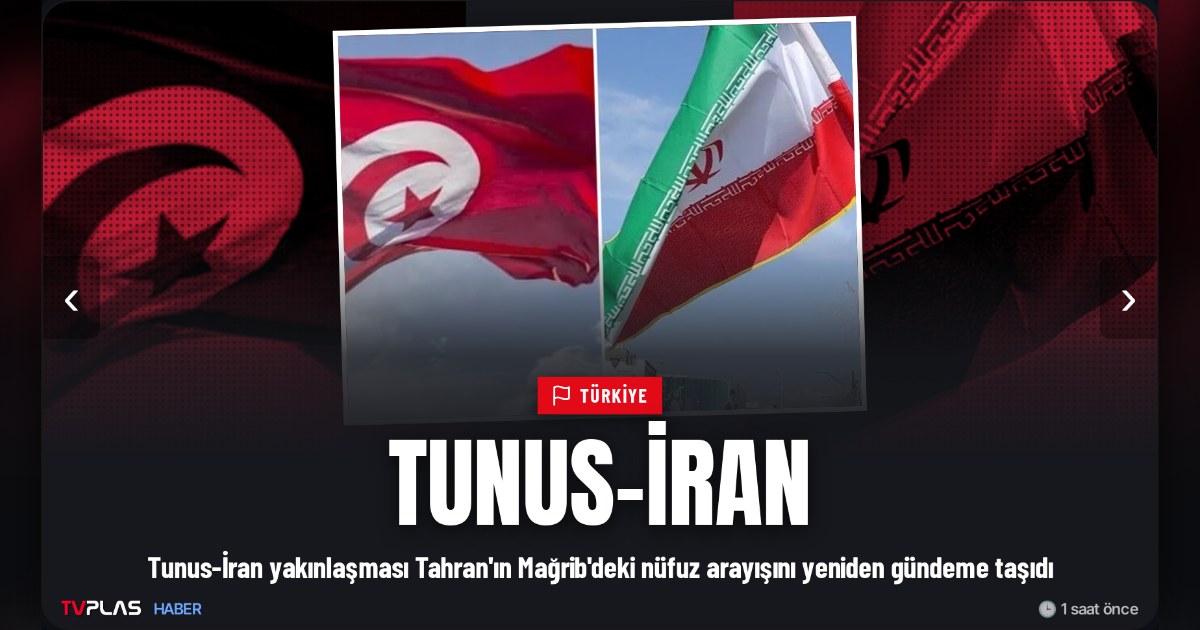 TÜRKİYE
TUNUS-İRAN
Tunus-İran yakınlaşması Tahran'ın Mağrib'deki nüfuz arayışını yeniden gündeme taşıdı
TVPLAS HABER
1 saat önce